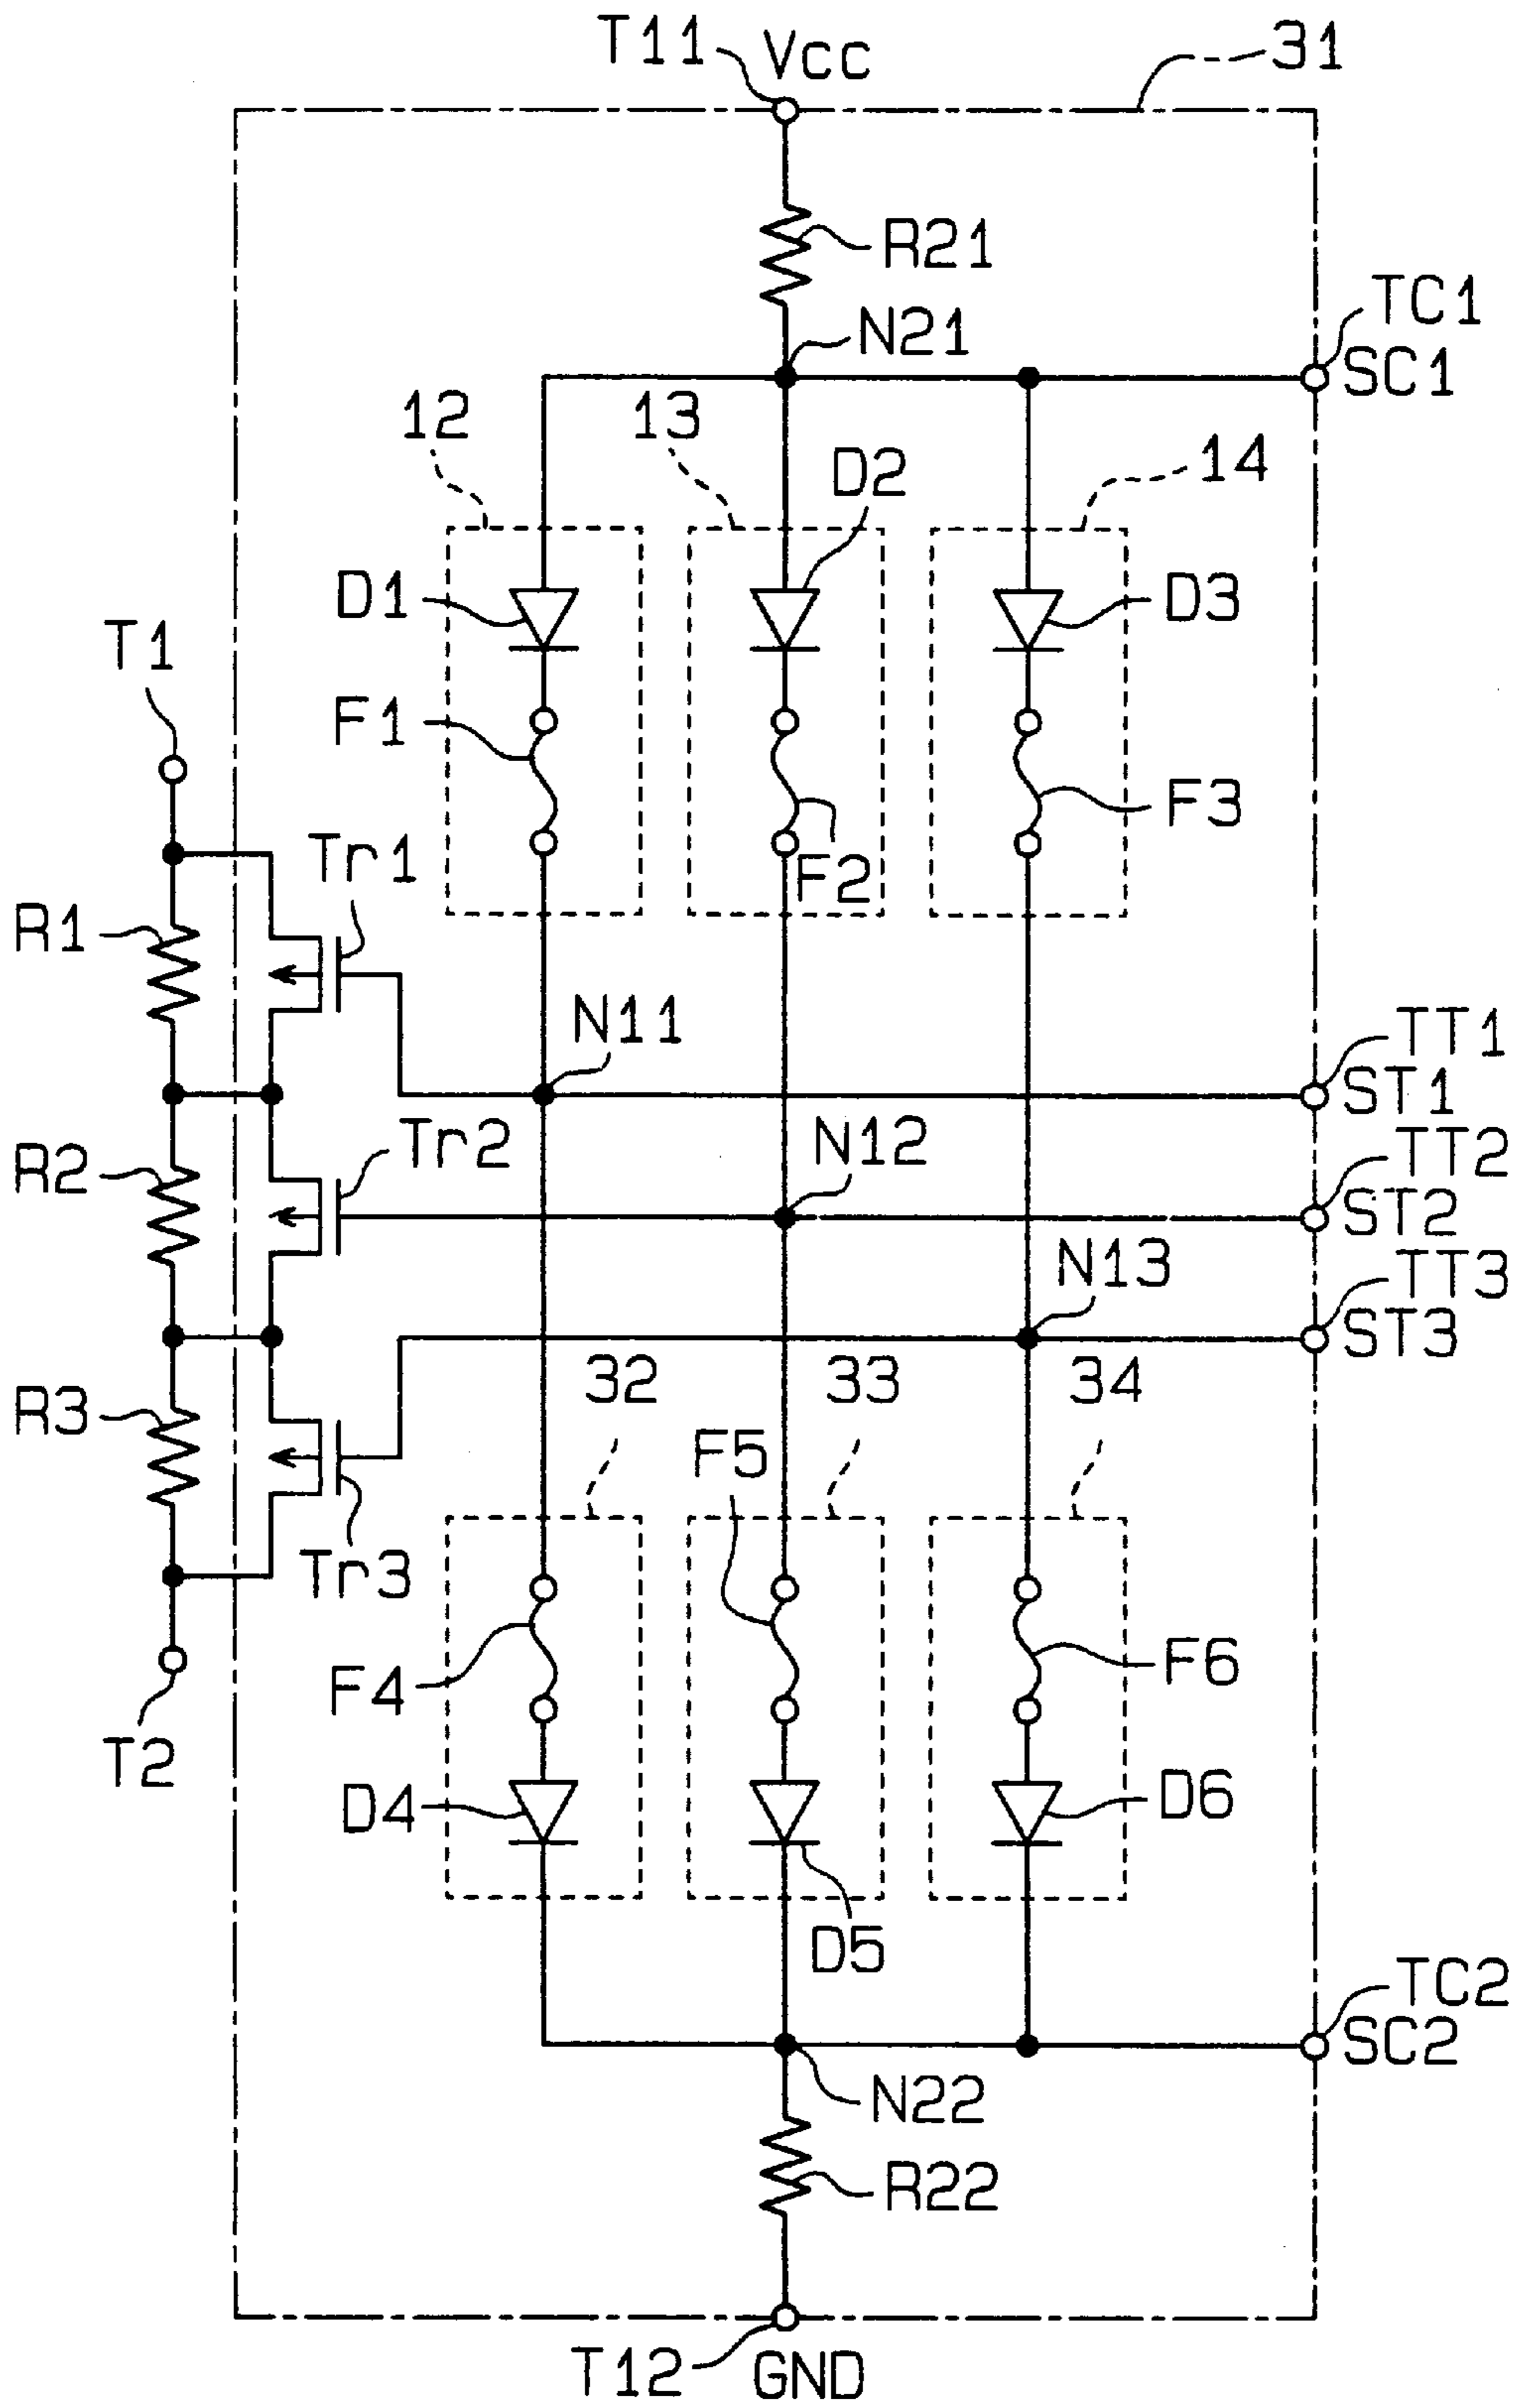 T11 Vcc
31
R21
N21
TC1
SC1
12
13
D2
14
D1
D3
T1
F1
F3
F2
Tr1
R1
N11
TT1
ST1
Tr2
N12
TT2
R2
ST2
N13
TT3
ST3
32
33
34
R3
F5
Tr3
F4
F6
T2
D4
D6
D5
TC2
SC2
N22
R22
T12
GND